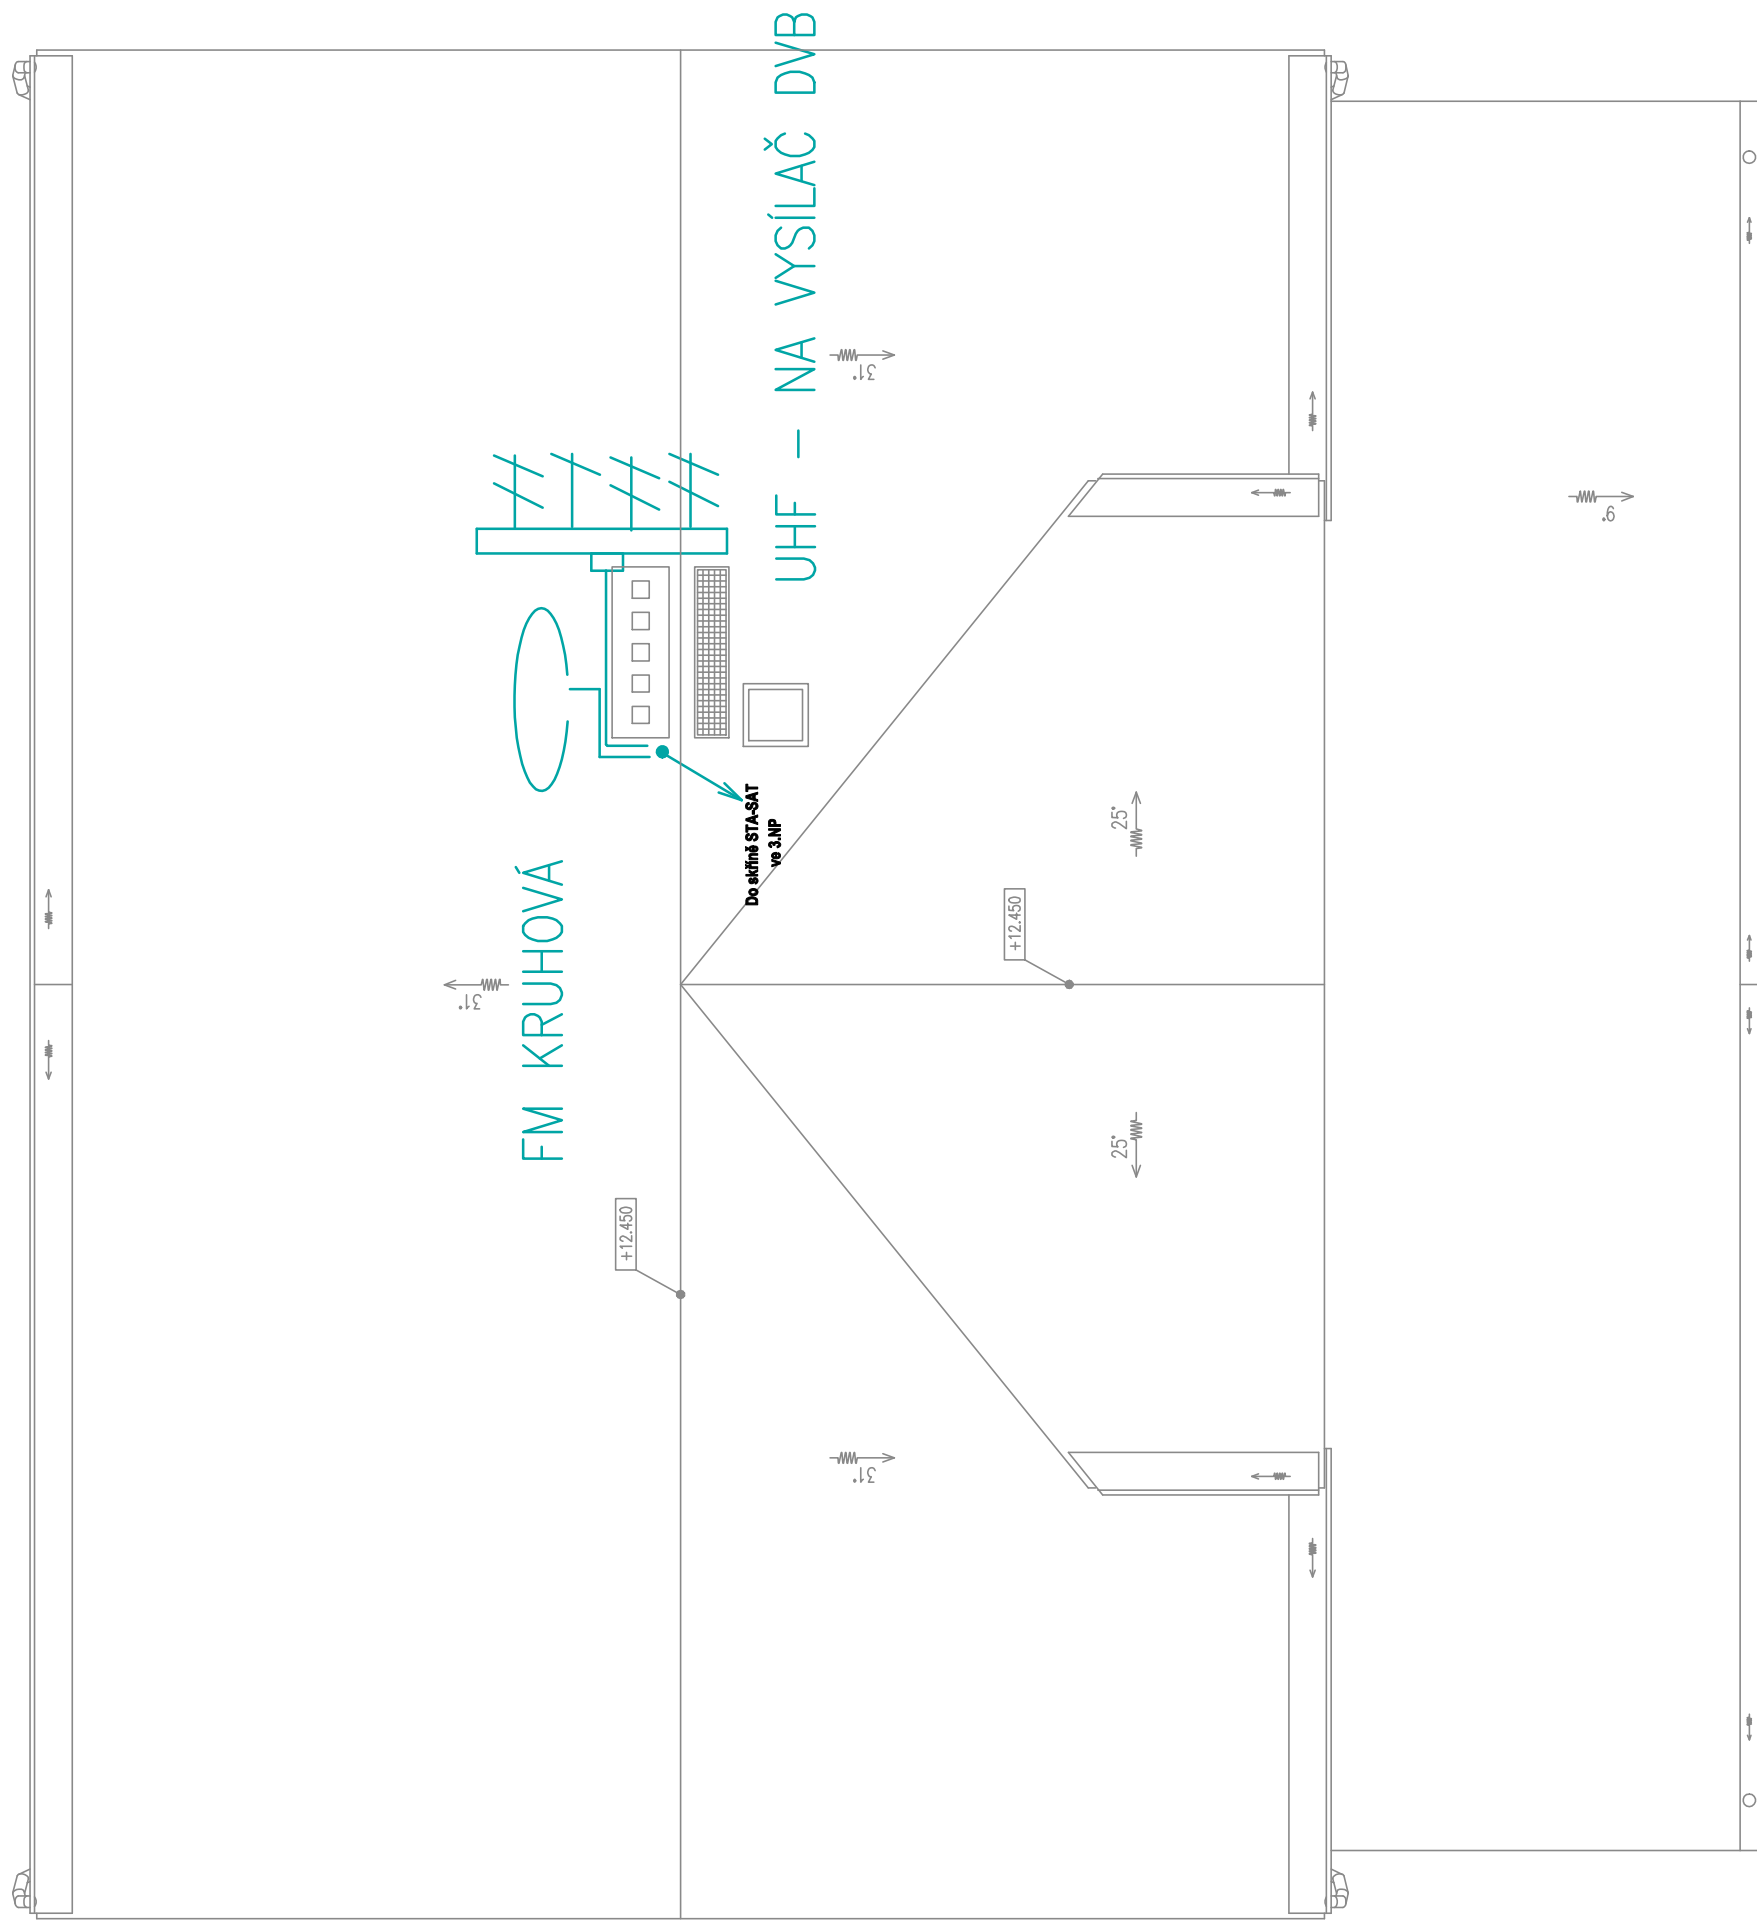 UHF – NA VYSÍLAČ DVB
FM KRUHOVÁ
Do skříně STA-SAT
ve 3.NP
+12.450
+12.450
31°
31°
31°
25°
25°
9°